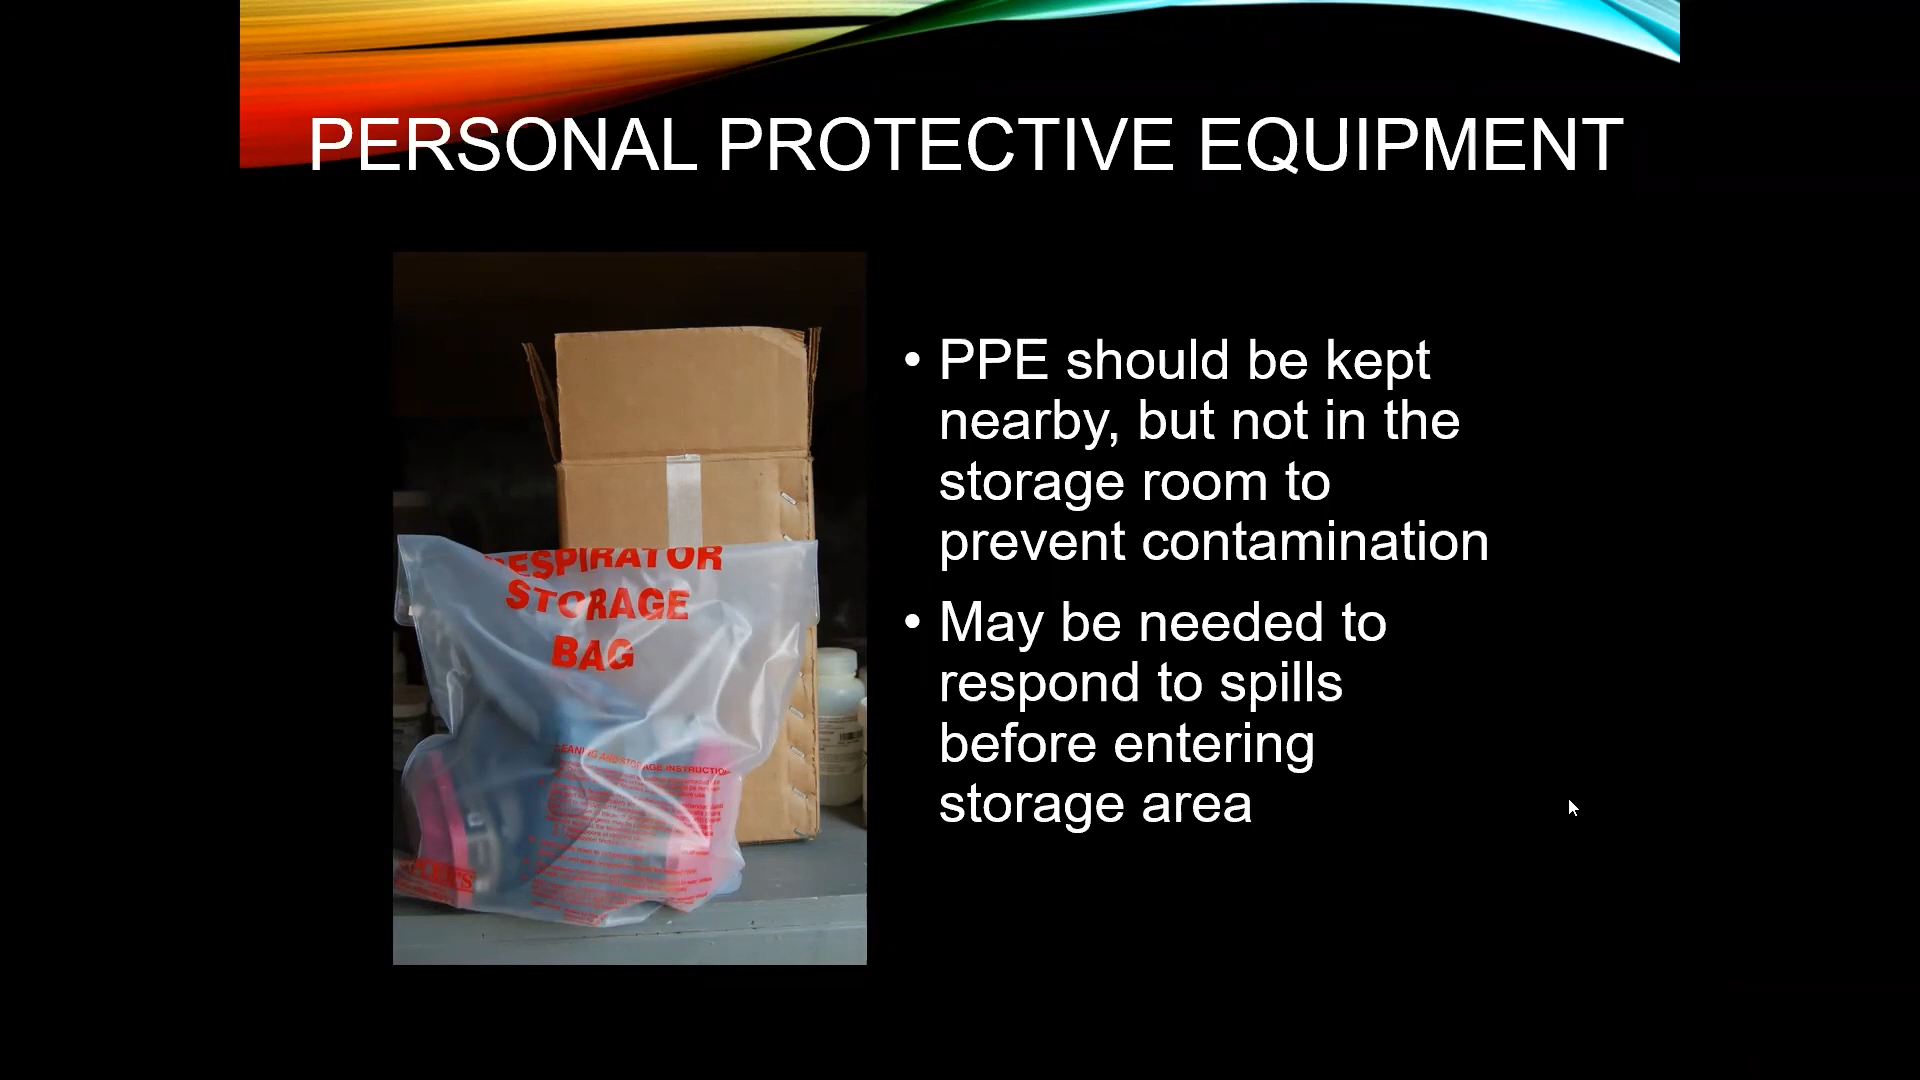 PERSONAL PROTECTIVE EQUIPMENT
RESPIRATOR
STORAGE
BAG
• PPE should be kept
nearby, but not in the
storage room to
prevent contamination
• May be needed to
respond to spills
before entering
storage area